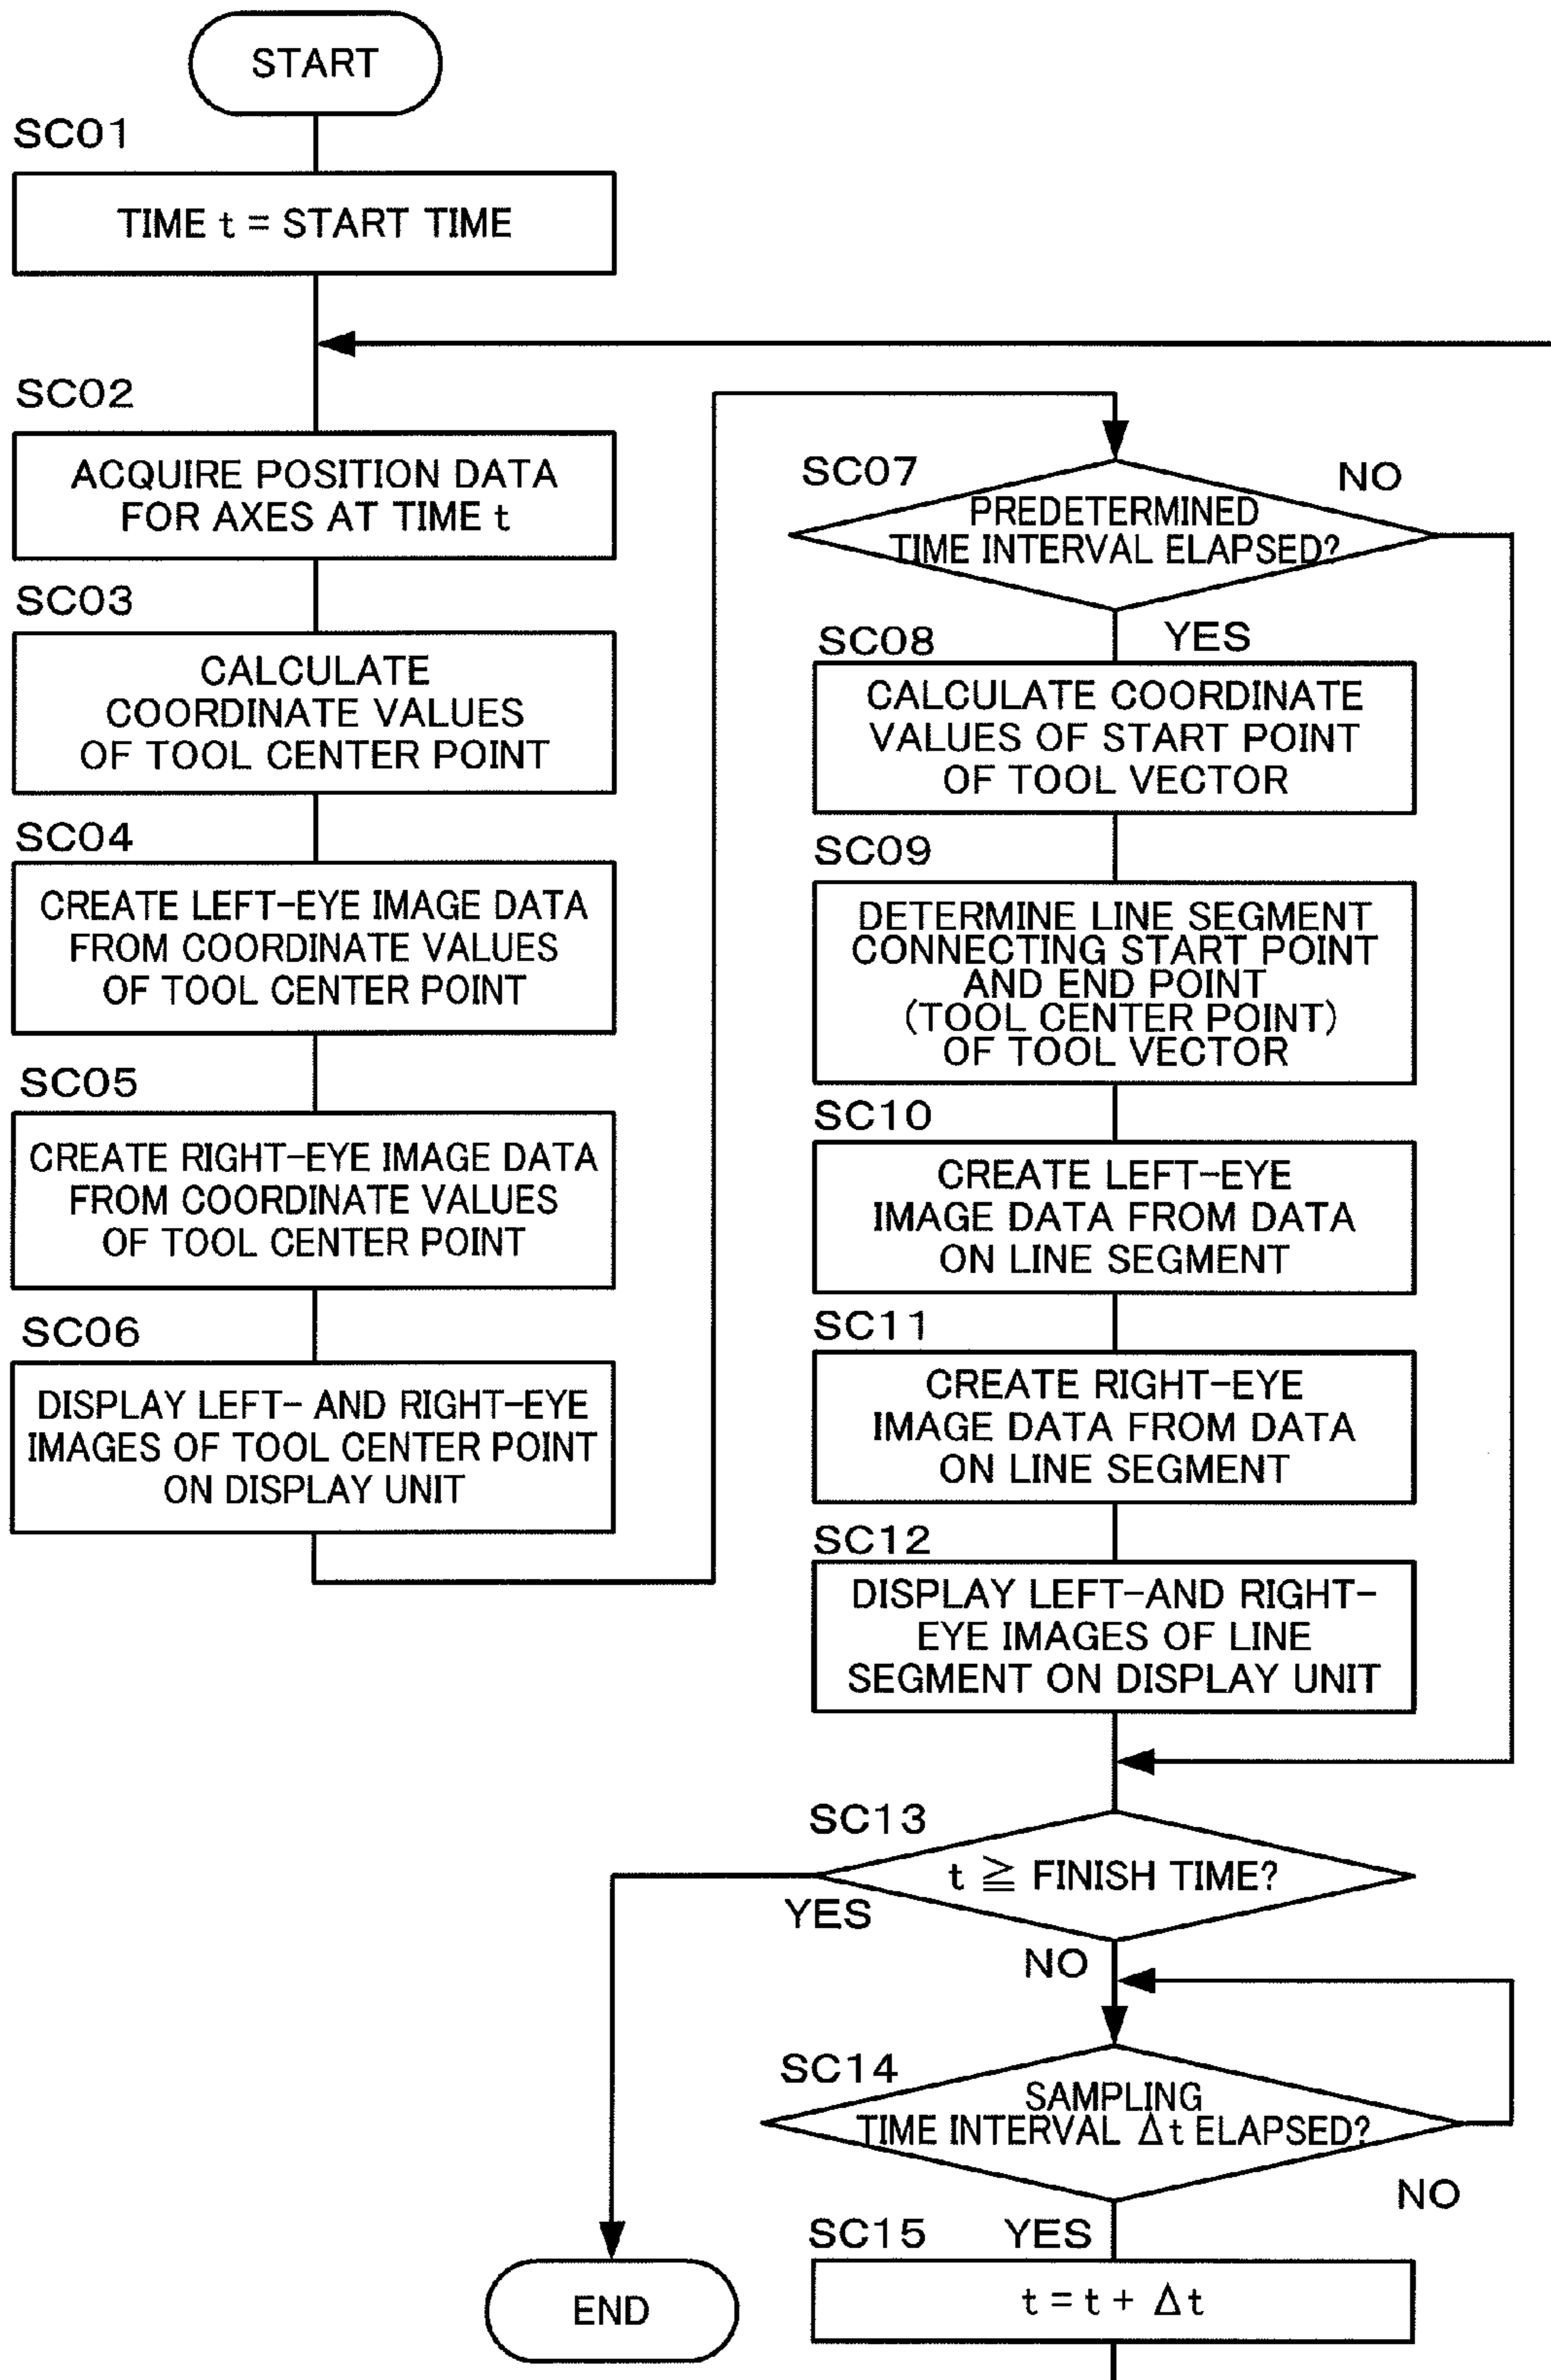 START
SC01
TIME t = START TIME
SC02
ACQUIRE POSITION DATA
FOR AXES AT TIME t
SC03
CALCULATE
COORDINATE VALUES
OF TOOL CENTER POINT
SC04
CREATE LEFT-EYE IMAGE DATA
FROM COORDINATE VALUES
OF TOOL CENTER POINT
SC05
CREATE RIGHT-EYE IMAGE DATA
FROM COORDINATE VALUES
OF TOOL CENTER POINT
SC06
DISPLAY LEFT- AND RIGHT-EYE
IMAGES OF TOOL CENTER POINT
ON DISPLAY UNIT
SC07
NO
PREDETERMINED
TIME INTERVAL ELAPSED?
YES
SC08
CALCULATE COORDINATE
VALUES OF START POINT
OF TOOL VECTOR
SC09
DETERMINE LINE SEGMENT
CONNECTING START POINT
AND END POINT
(TOOL CENTER POINT)
OF TOOL VECTOR
SC10
CREATE LEFT-EYE
IMAGE DATA FROM DATA
ON LINE SEGMENT
SC11
CREATE RIGHT-EYE
IMAGE DATA FROM DATA
ON LINE SEGMENT
SC12
DISPLAY LEFT-AND RIGHT-
EYE IMAGES OF LINE
SEGMENT ON DISPLAY UNIT
SC13
t ≧ FINISH TIME?
YES
NO
SC14
SAMPLING
TIME INTERVAL Δt ELAPSED?
NO
SC15
YES
t = t + Δt
END